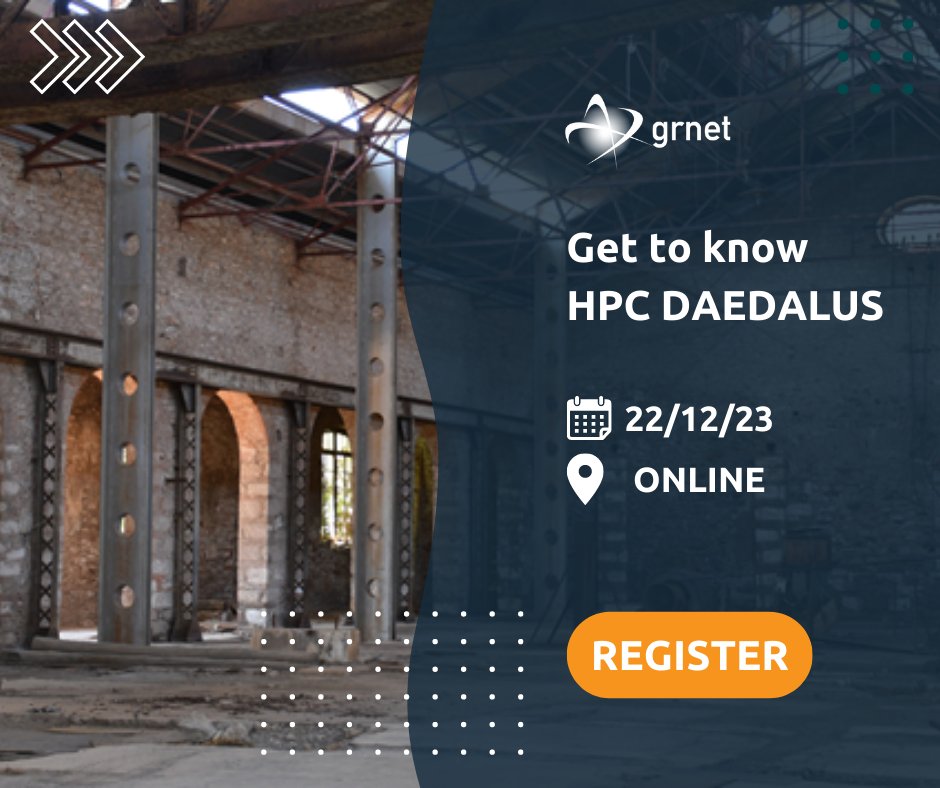 grnet
Get to know
HPC DAEDALUS
22/12/23
ONLINE
REGISTER